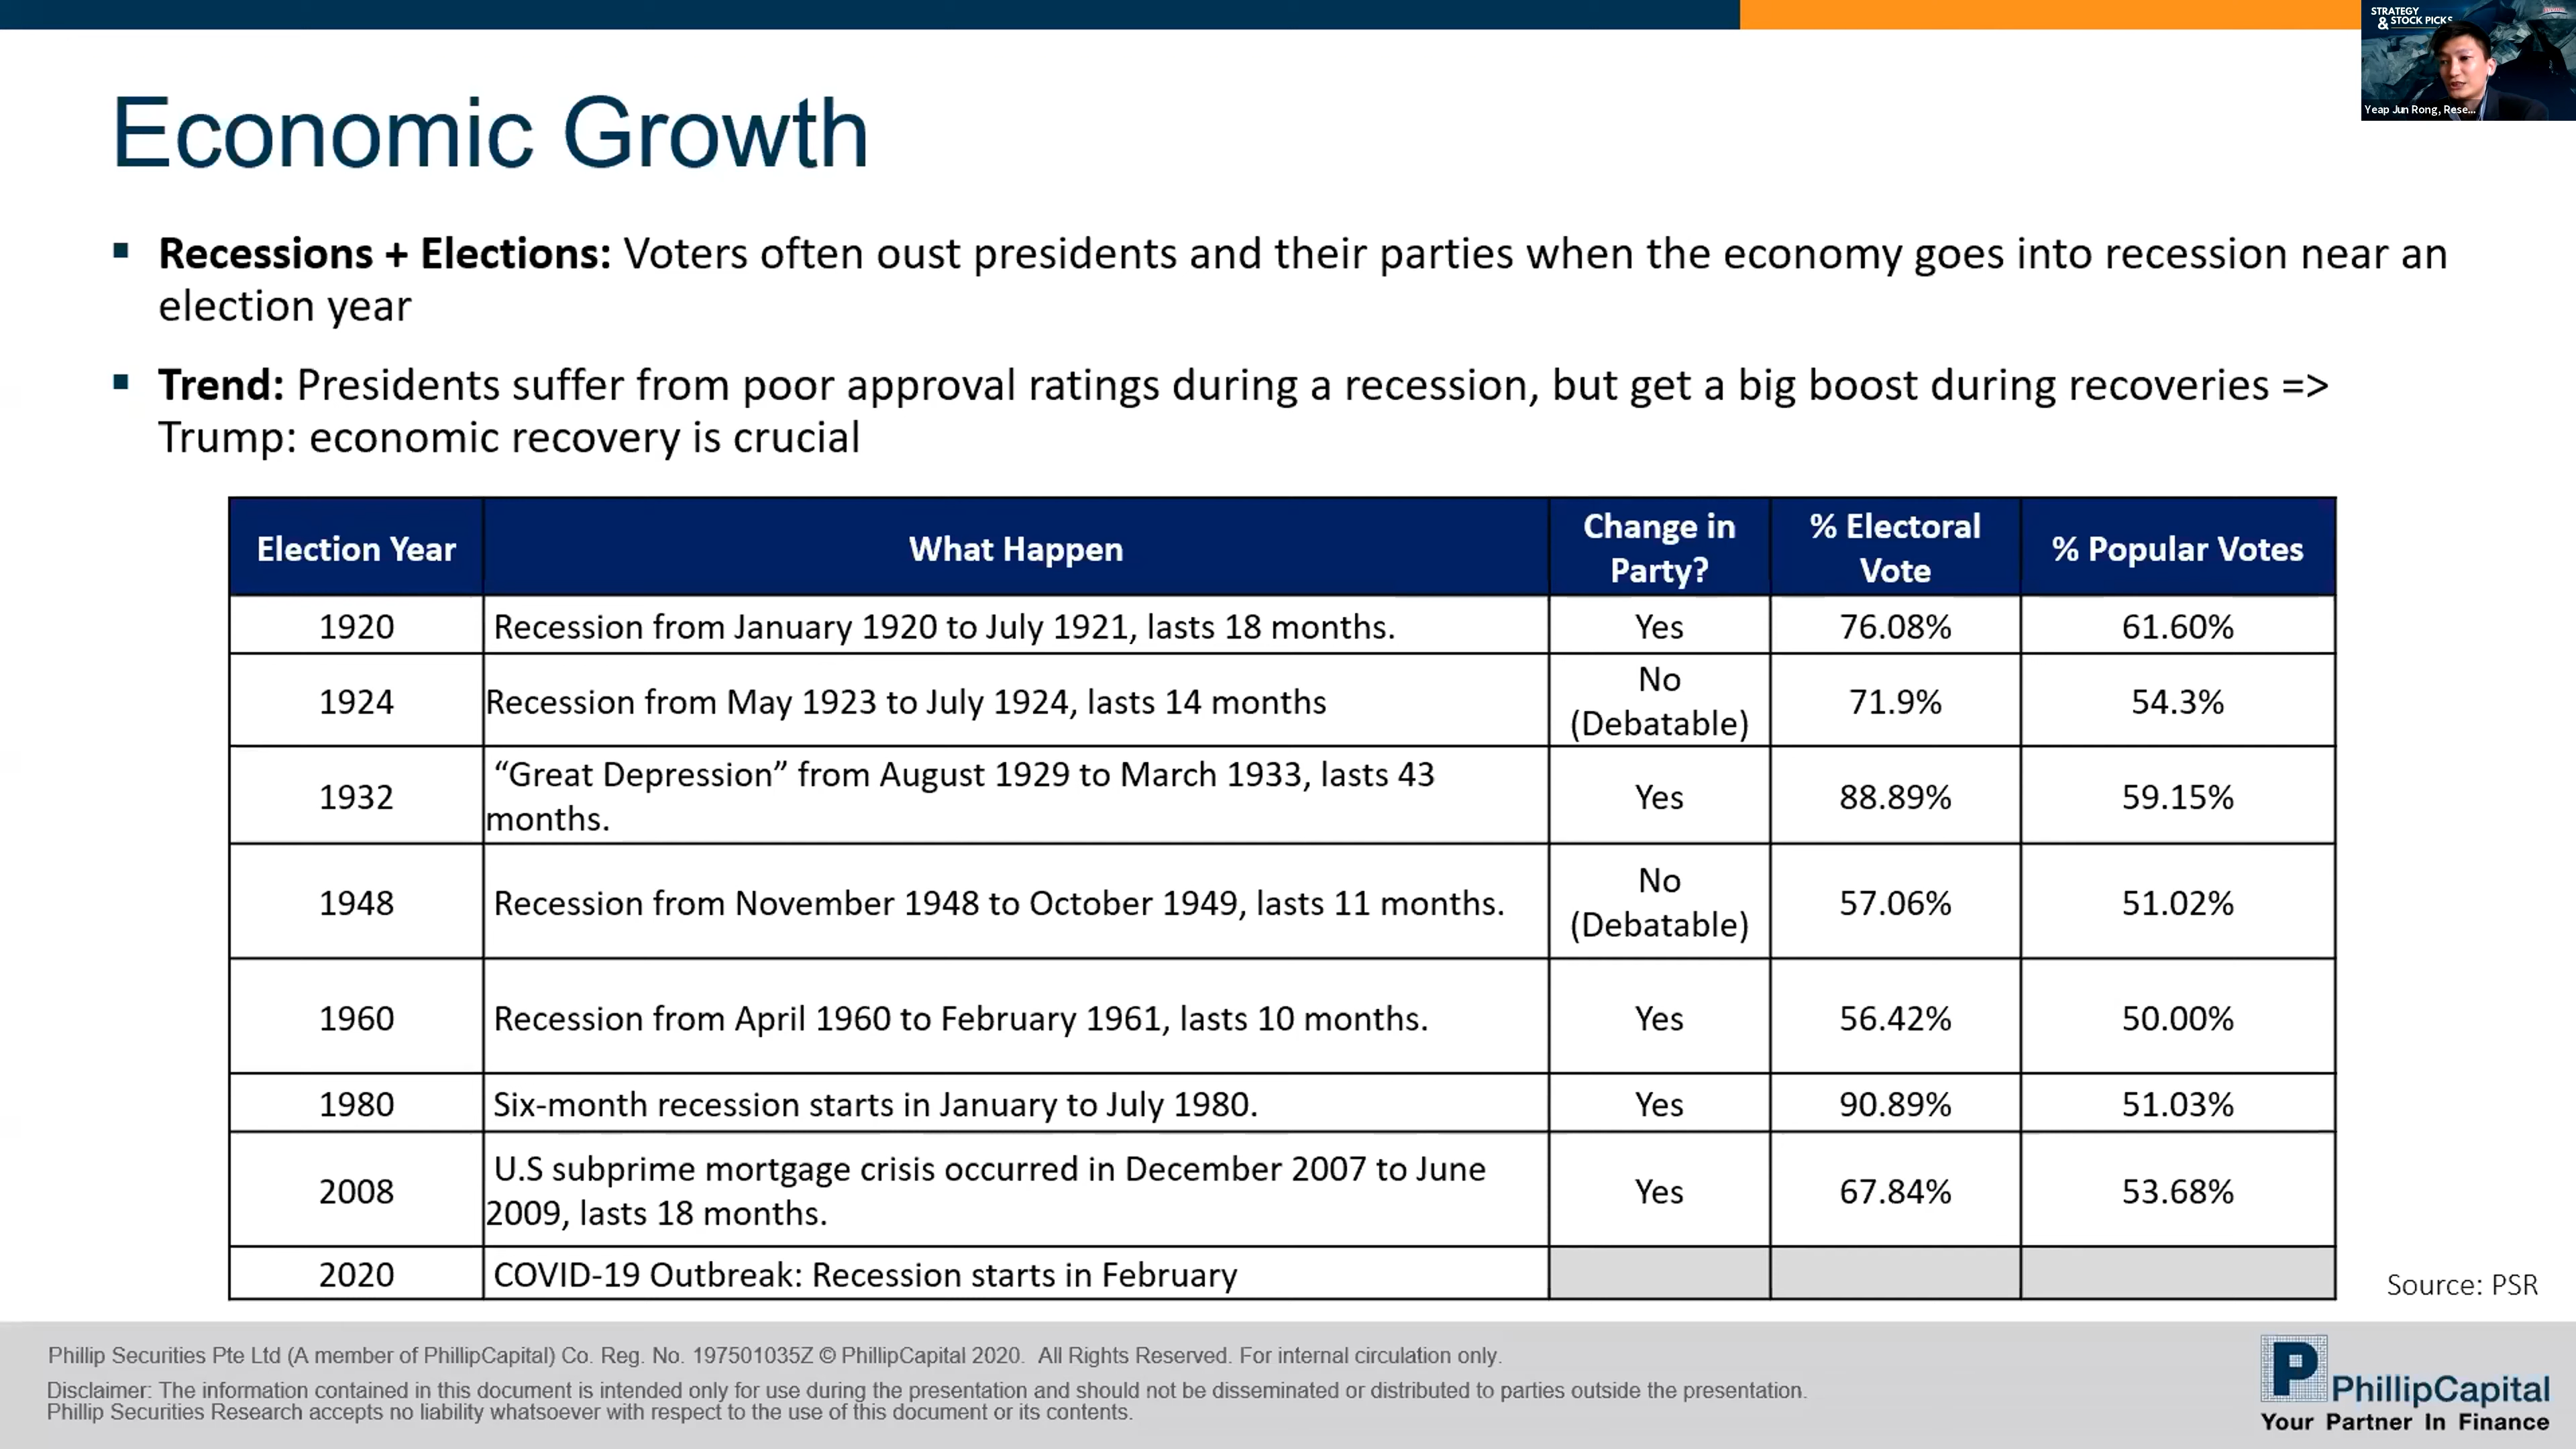 STRATEGY
& STOCK PICKS
Yeap Jun Rong, Rese...
Economic Growth
▪ Recessions + Elections: Voters often oust presidents and their parties when the economy goes into recession near an
election year
▪ Trend: Presidents suffer from poor approval ratings during a recession, but get a big boost during recoveries =>
Trump: economic recovery is crucial
Election Year What Happen Change in Party? % Electoral Vote % Popular Votes
1920 Recession from January 1920 to July 1921, lasts 18 months. Yes 76.08% 61.60%
1924 Recession from May 1923 to July 1924, lasts 14 months No (Debatable) 71.9% 54.3%
1932 “Great Depression” from August 1929 to March 1933, lasts 43 months. Yes 88.89% 59.15%
1948 Recession from November 1948 to October 1949, lasts 11 months. No (Debatable) 57.06% 51.02%
1960 Recession from April 1960 to February 1961, lasts 10 months. Yes 56.42% 50.00%
1980 Six-month recession starts in January to July 1980. Yes 90.89% 51.03%
2008 U.S subprime mortgage crisis occurred in December 2007 to June 2009, lasts 18 months. Yes 67.84% 53.68%
2020 COVID-19 Outbreak: Recession starts in February
Source: PSR
Phillip Securities Pte Ltd (A member of PhillipCapital) Co. Reg. No. 197501035Z © PhillipCapital 2020. All Rights Reserved. For internal circulation only.
Disclaimer: The information contained in this document is intended only for use during the presentation and should not be disseminated or distributed to parties outside the presentation.
Phillip Securities Research accepts no liability whatsoever with respect to the use of this document or its contents.
P PhillipCapital
Your Partner In Finance